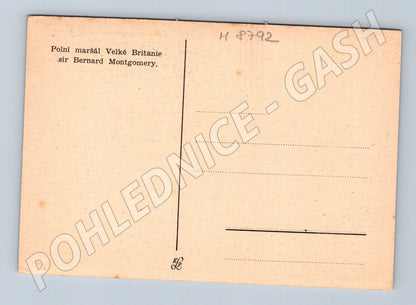 M 8792
Polní maršál Velké Britanie
sir Bernard Montgomery.
POHLEDNICE - GASH